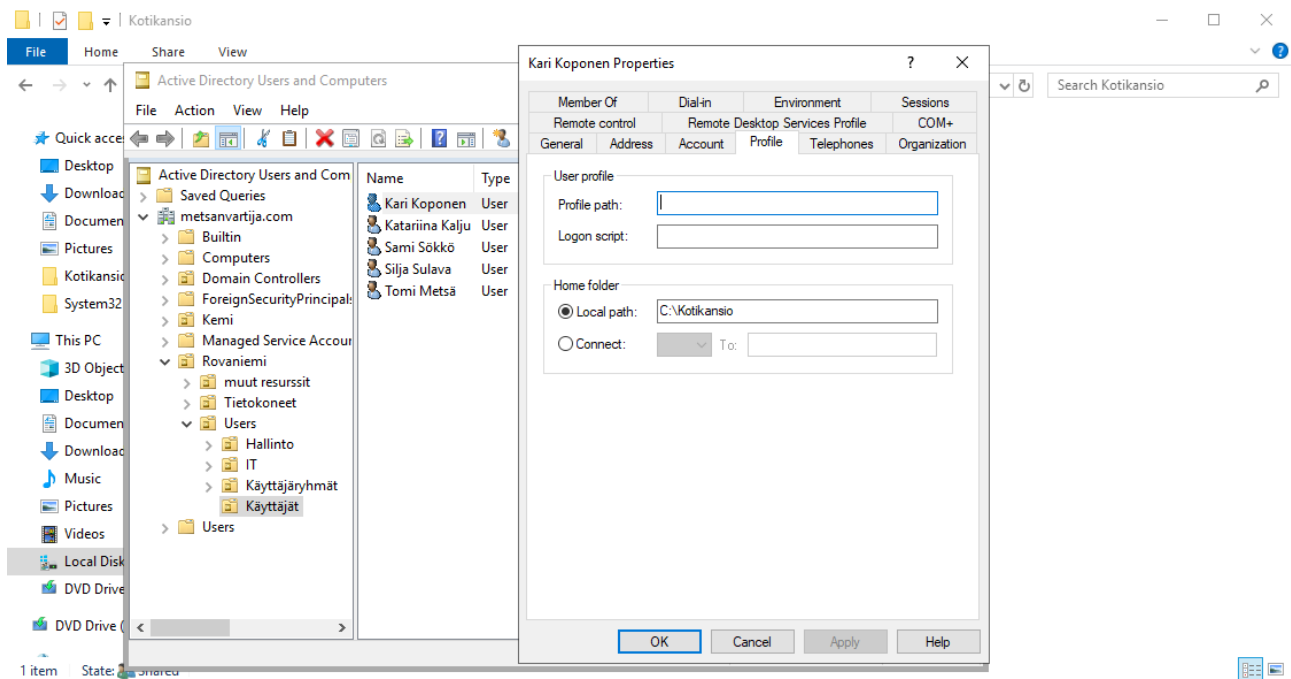 Kotikansio
File Home Share View
Search Kotikansio
Quick acces
Desktop
Downloac
Documen
Pictures
Kotikansic
System32
This PC
3D Object
Desktop
Documen
Downloac
Music
Pictures
Videos
Local Disk
DVD Drive
DVD Drive (
1 item State: Shared
Active Directory Users and Computers
File Action View Help
Active Directory Users and Com
Saved Queries
metsanvartija.com
Builtin
Computers
Domain Controllers
ForeignSecurityPrincipals
Kemi
Managed Service Accour
Rovaniemi
muut resurssit
Tietokoneet
Users
Hallinto
IT
Käyttäjäryhmät
Käyttäjät
Users
Name Type
Kari Koponen User
Katariina Kalju User
Sami Sökkö User
Silja Sulava User
Tomi Metsä User
Kari Koponen Properties
Member Of Dial-in Environment Sessions
Remote control Remote Desktop Services Profile COM+
General Address Account Profile Telephones Organization
User profile
Profile path:
Logon script:
Home folder
Local path: C:\Kotikansio
Connect: To:
OK Cancel Apply Help